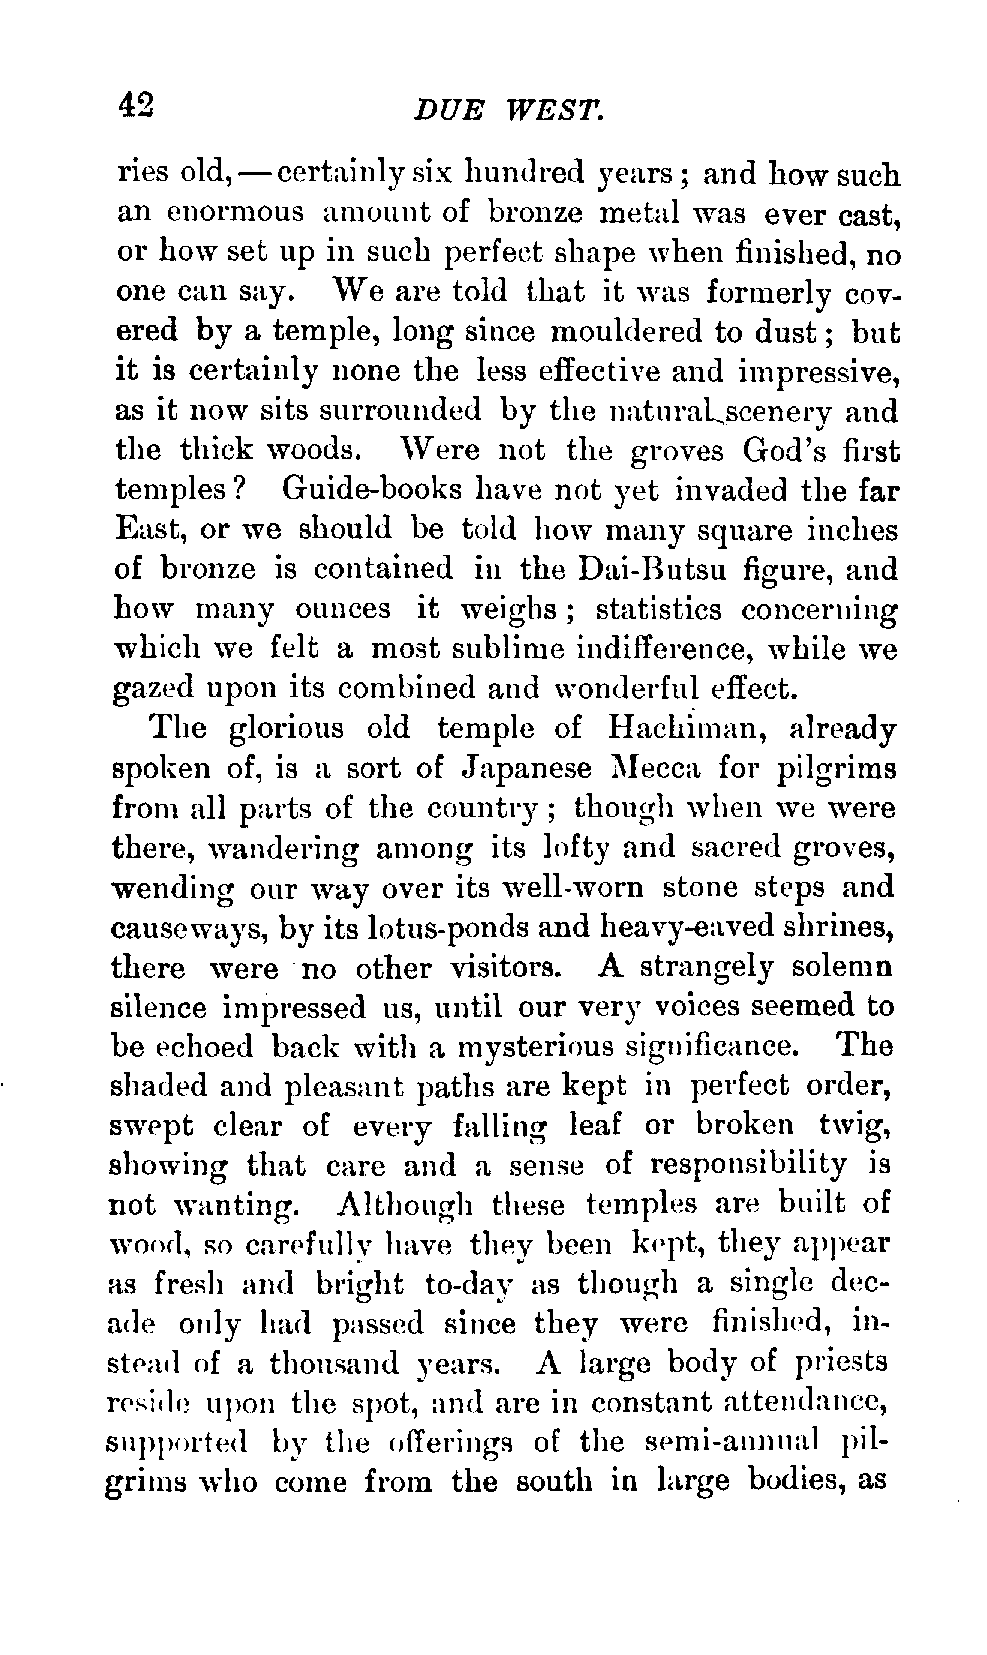 42 DUE WEST.
ries old,—certainly six hundred years; and how such
an enormous amount of bronze metal was ever cast,
or how set up in such perfect shape when finished, no
one can say. We are told that it was formerly cov-
ered by a temple, long since mouldered to dust; but
it is certainly none the less effective and impressive,
as it now sits surrounded by the natural scenery and
the thick woods. Were not the groves God's first
temples? Guide-books have not yet invaded the far
East, or we should be told how many square inches
of bronze is contained in the Dai-Butsu figure, and
how many ounces it weighs; statistics concerning
which we felt a most sublime indifference, while we
gazed upon its combined and wonderful effect.
The glorious old temple of Hachiman, already
spoken of, is a sort of Japanese Mecca for pilgrims
from all parts of the country; though when we were
there, wandering among its lofty and sacred groves,
wending our way over its well-worn stone steps and
causeways, by its lotus-ponds and heavy-eaved shrines,
there were no other visitors. A strangely solemn
silence impressed us, until our very voices seemed to
be echoed back with a mysterious significance. The
shaded and pleasant paths are kept in perfect order,
swept clear of every falling leaf or broken twig,
showing that care and a sense of responsibility is
not wanting. Although these temples are built of
wood, so carefully have they been kept, they appear
as fresh and bright to-day as though a single dec-
ade only had passed since they were finished, in-
stead of a thousand years. A large body of priests
reside upon the spot, and are in constant attendance,
supported by the offerings of the semi-annual pil-
grims who come from the south in large bodies, as